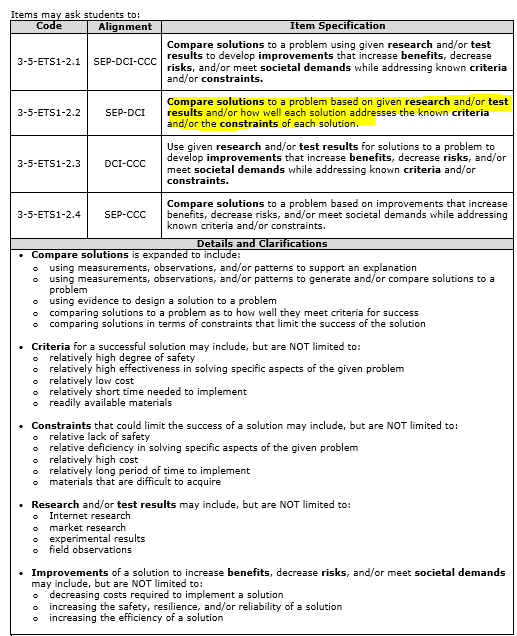 Items may ask students to:
Code Alignment Item Specification
3-5-ETS1-2.1 SEP-DCI-CCC Compare solutions to a problem using given research and/or test
results to develop improvements that increase benefits, decrease
risks, and/or meet societal demands while addressing known criteria
and/or constraints.
3-5-ETS1-2.2 SEP-DCI Compare solutions to a problem based on given research and/or test
results and/or how well each solution addresses the known criteria
and/or the constraints of each solution.
3-5-ETS1-2.3 DCI-CCC Use given research and/or test results for solutions to a problem to
develop improvements that increase benefits, decrease risks, and/or
meet societal demands while addressing known criteria and/or
constraints.
3-5-ETS1-2.4 SEP-CCC Compare solutions to a problem based on improvements that increase
benefits, decrease risks, and/or meet societal demands while addressing
known criteria and/or constraints.
Details and Clarifications
• Compare solutions is expanded to include:
o using measurements, observations, and/or patterns to support an explanation
o using measurements, observations, and/or patterns to generate and/or compare solutions to a
problem
o using evidence to design a solution to a problem
o comparing solutions to a problem as to how well they meet criteria for success
o comparing solutions in terms of constraints that limit the success of the solution
• Criteria for a successful solution may include, but are NOT limited to:
o relatively high degree of safety
o relatively high effectiveness in solving specific aspects of the given problem
o relatively low cost
o relatively short time needed to implement
o readily available materials
• Constraints that could limit the success of a solution may include, but are NOT limited to:
o relative lack of safety
o relative deficiency in solving specific aspects of the given problem
o relatively high cost
o relatively long period of time to implement
o materials that are difficult to acquire
• Research and/or test results may include, but are NOT limited to:
o Internet research
o market research
o experimental results
o field observations
• Improvements of a solution to increase benefits, decrease risks, and/or meet societal demands
may include, but are NOT limited to:
o decreasing costs required to implement a solution
o increasing the safety, resilience, and/or reliability of a solution
o increasing the efficiency of a solution